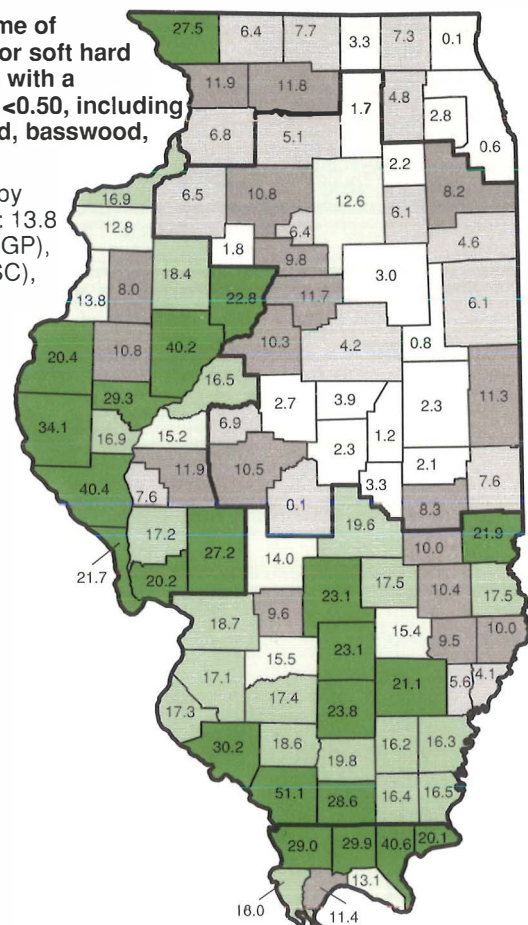 me of
or soft hard
with a
<0.50, including
d, basswood,
by
: 13.8
GP),
SC),
27.5 6.4 7.7 3.3 7.3 0.1
11.9 11.8 1.7 4.8 2.8
6.8 5.1 0.6
2.2
16.9 6.5 10.8 12.6 6.1 8.2
12.8 6.4
1.8 9.8 4.6
18.4 3.0
13.8 8.0 22.8 11.7 6.1
20.4 10.8 40.2 10.3 4.2 0.8
16.5
29.3 2.7 3.9 2.3 11.3
34.1 16.9 15.2 6.9 1.2
2.3
11.9 10.5 2.1
40.4 7.6 3.3 7.6
0.1 8.3
17.2 19.6 21.9
27.2 14.0 10.0
21.7 20.2 23.1 17.5 10.4 17.5
18.7 9.6
15.4 9.5 10.0
15.5 23.1
17.1 21.1 5.6 4.1
17.3 17.4 23.8
30.2 18.6 19.8 16.2 16.3
51.1 28.6 16.4 16.5
29.0 29.9 40.6 20.1
13.1
16.0 11.4